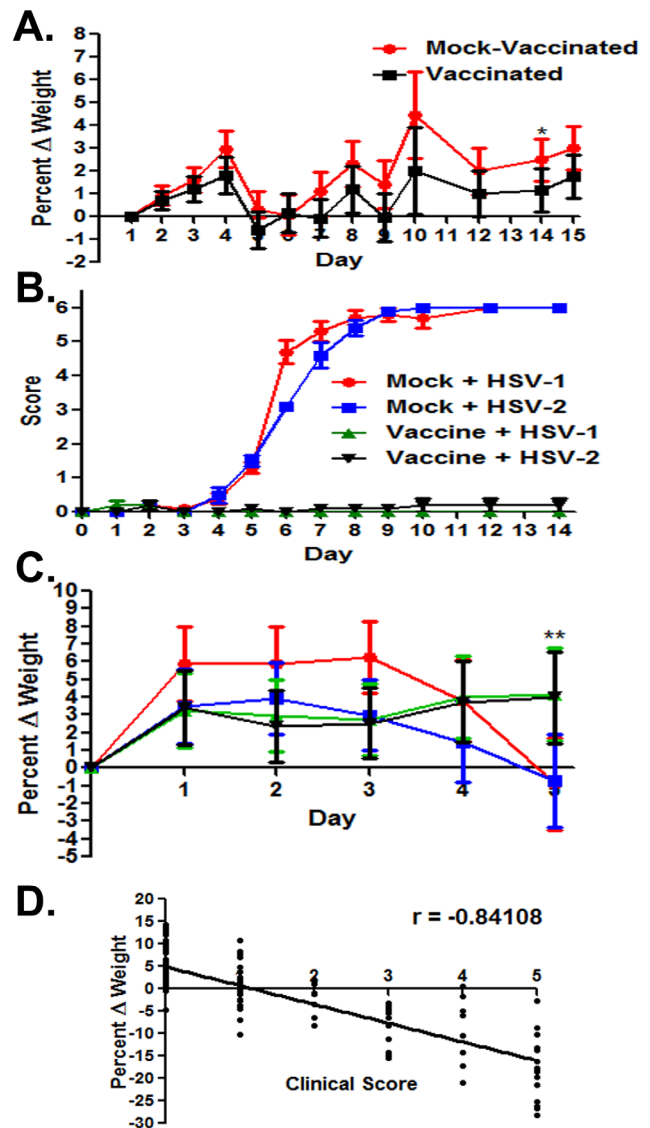 A.
Percent Δ Weight
8
7
6
5
4
3
2
1
0
-1
-2
Mock-Vaccinated
Vaccinated
*
1 2 3 4 5 6 7 8 9 10 11 12 13 14 15
Day
B.
Score
6
5
4
3
2
1
0
Mock + HSV-1
Mock + HSV-2
Vaccine + HSV-1
Vaccine + HSV-2
0 1 2 3 4 5 6 7 8 9 10 11 12 13 14
Day
C.
Percent Δ Weight
10
9
8
7
6
5
4
3
2
1
0
-1
-2
-3
-4
-5
**
1 2 3 4 5
Day
D.
Percent Δ Weight
20
15
10
5
0
-5
-10
-15
-20
-25
-30
r = -0.84108
2 3 4 5
Clinical Score